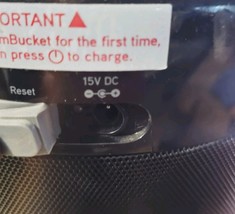 ORTANT
mBucket for the first time,
n press to charge.
15V DC
Reset